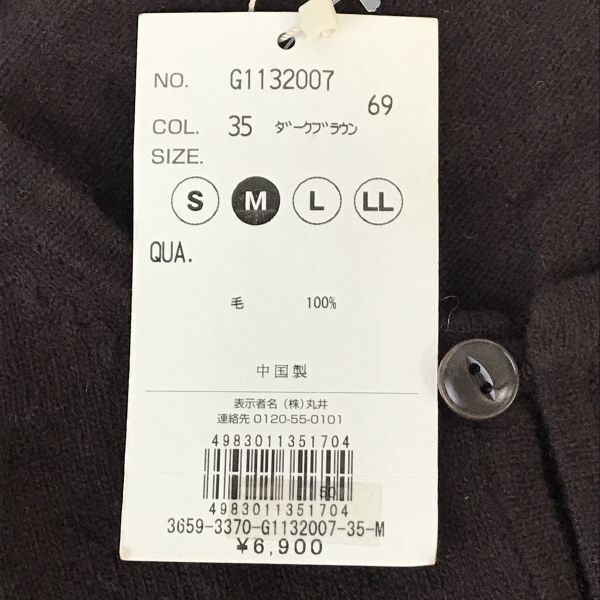 NO. G1132007
69
COL. 35 ダークブラウン
SIZE.
S M L LL
QUA.
毛 100%
中国製
表示者名 (株)丸井
連絡先 0120-55-0101
4983011351704
50
4983011351704
3659-3370-G1132007-35-M
¥6,900